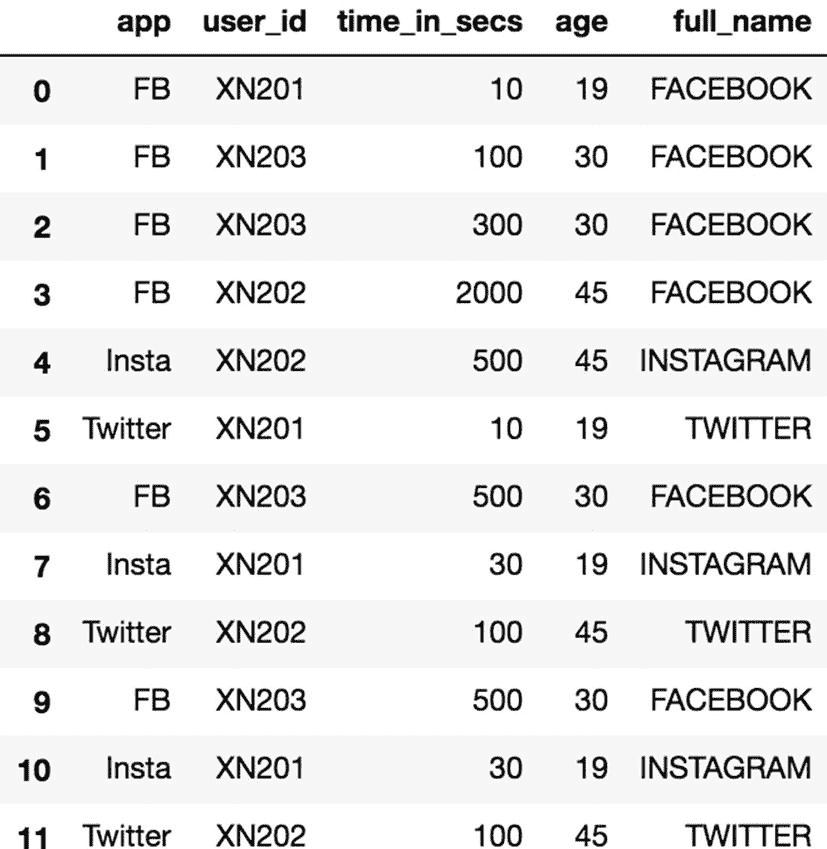 app user_id time_in_secs age full_name
0 FB XN201 10 19 FACEBOOK
1 FB XN203 100 30 FACEBOOK
2 FB XN203 300 30 FACEBOOK
3 FB XN202 2000 45 FACEBOOK
4 Insta XN202 500 45 INSTAGRAM
5 Twitter XN201 10 19 TWITTER
6 FB XN203 500 30 FACEBOOK
7 Insta XN201 30 19 INSTAGRAM
8 Twitter XN202 100 45 TWITTER
9 FB XN203 500 30 FACEBOOK
10 Insta XN201 30 19 INSTAGRAM
11 Twitter XN202 100 45 TWITTER